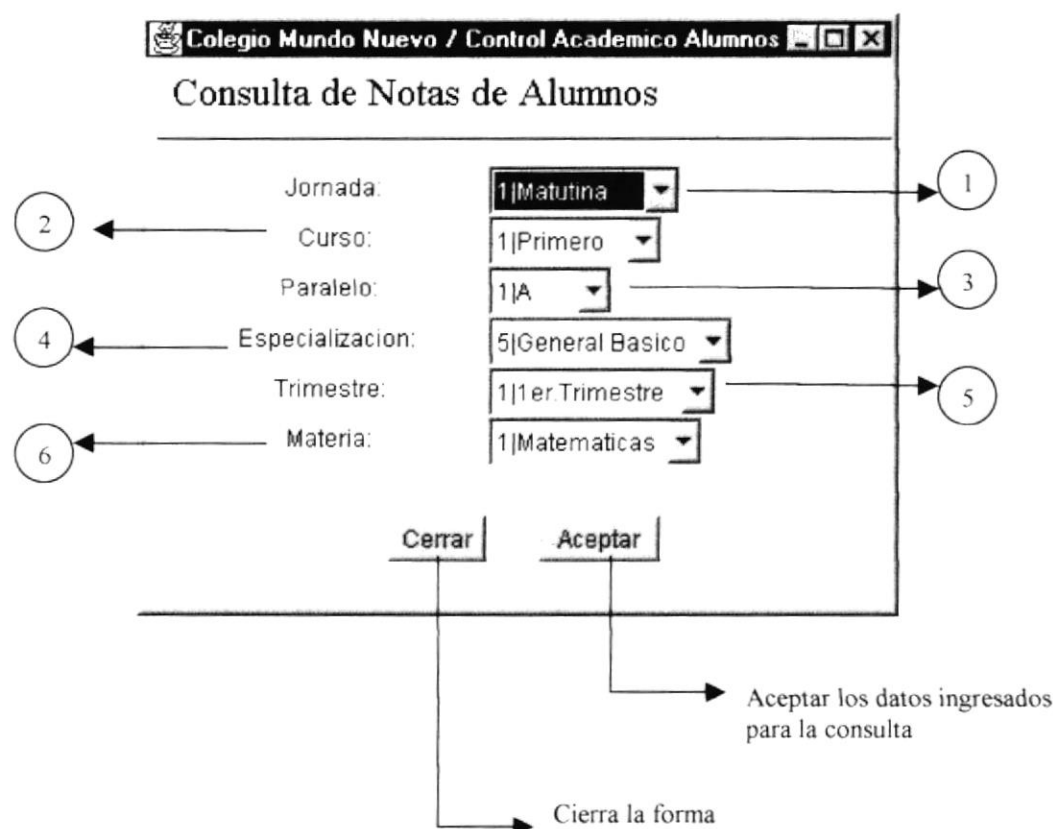 Colegio Mundo Nuevo / Control Academico Alumnos
Consulta de Notas de Alumnos
Jornada: 1|Matutina 1
2 Curso: 1|Primero
Paralelo: 1|A 3
4 Especializacion: 5|General Basico
Trimestre: 1|1er.Trimestre 5
6 Materia: 1|Matematicas
Cerrar Aceptar
Aceptar los datos ingresados
para la consulta
Cierra la forma